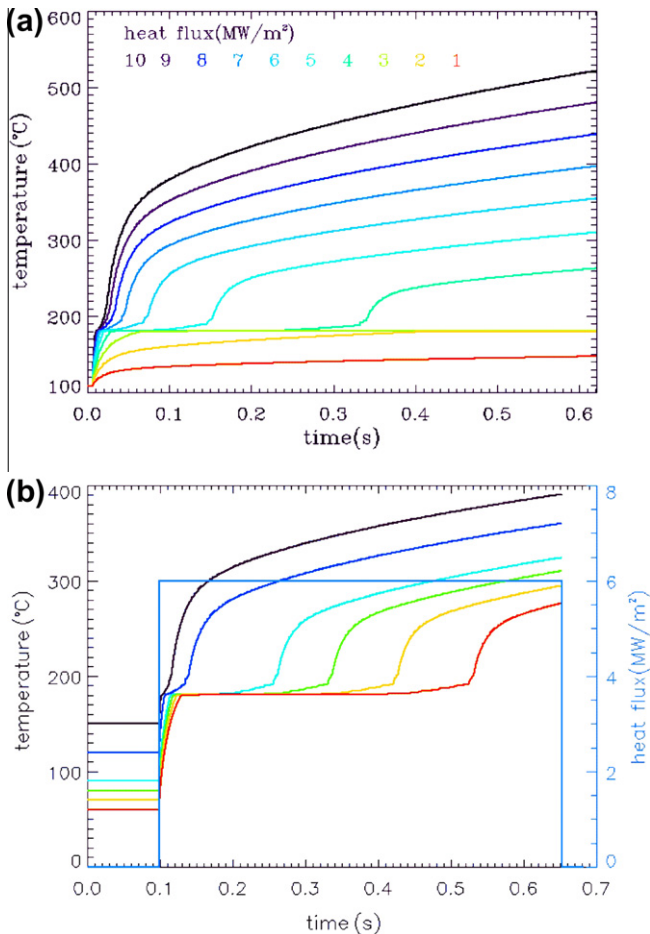 (a)
600
500
400
300
200
100
temperature (°C)
heat flux(MW/m²)
10 9 8 7 6 5 4 3 2 1
0.0 0.1 0.2 0.3 0.4 0.5 0.6
time(s)
(b)
400
300
200
100
0
temperature (°C)
8
6
4
2
0
heat flux(MW/m²)
0.0 0.1 0.2 0.3 0.4 0.5 0.6 0.7
time (s)